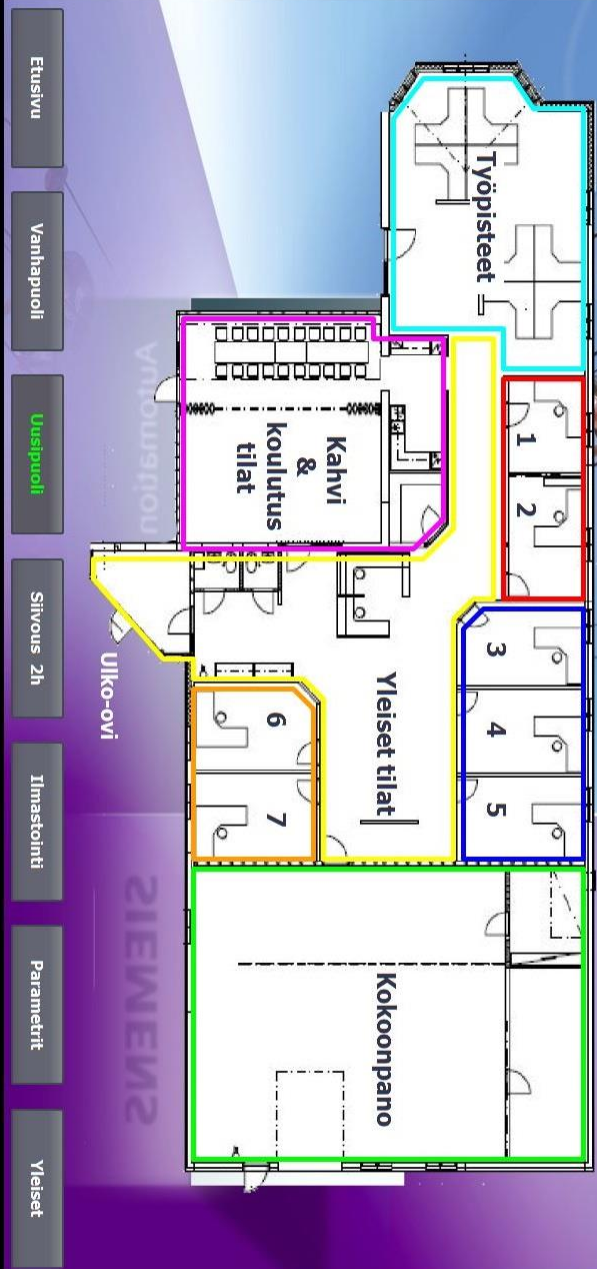 Työpisteet
1
2
3
4
5
Kahvi
&
koulutus
tilat
Yleiset tilat
6
7
Kokoonpano
Ulko-ovi
Automation
SIEMENS
Etusivu
Vanhapuoli
Uusipuoli
Siivous 2h
Ilmastointi
Parametrit
Yleiset